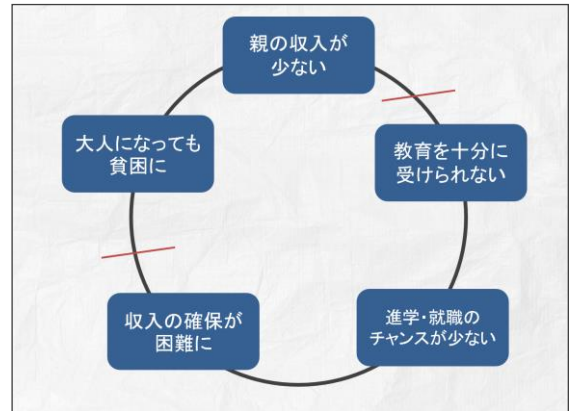 親の収入が
少ない
教育を十分に
受けられない
進学・就職の
チャンスが少ない
収入の確保が
困難に
大人になっても
貧困に